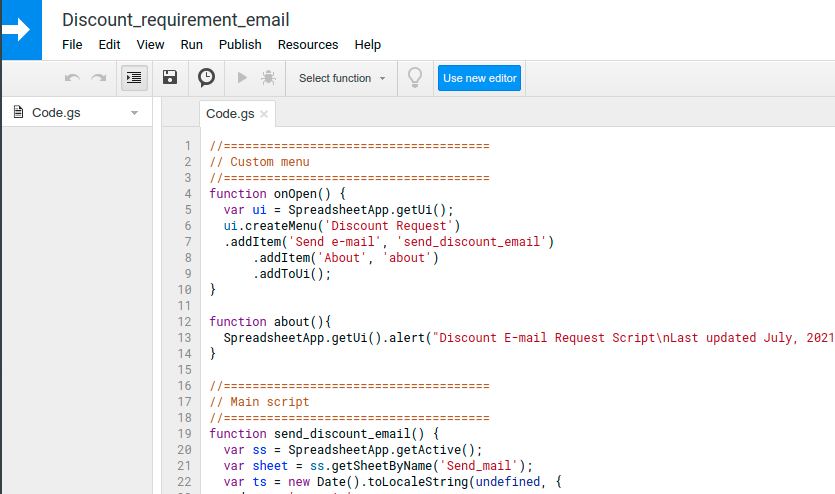 Discount_requirement_email
File Edit View Run Publish Resources Help
Select function Use new editor
Code.gs
Code.gs ×
1 //=====================================
2 // Custom menu
3 //=====================================
4 function onOpen() {
5 var ui = SpreadsheetApp.getUi();
6 ui.createMenu('Discount Request')
7 .addItem('Send e-mail', 'send_discount_email')
8 .addItem('About', 'about')
9 .addToUi();
10 }
11
12 function about(){
13 SpreadsheetApp.getUi().alert("Discount E-mail Request Script\nLast updated July, 2021
14 }
15
16 //=====================================
17 // Main script
18 //=====================================
19 function send_discount_email() {
20 var ss = SpreadsheetApp.getActive();
21 var sheet = ss.getSheetByName('Send_mail');
22 var ts = new Date().toLocaleString(undefined, {